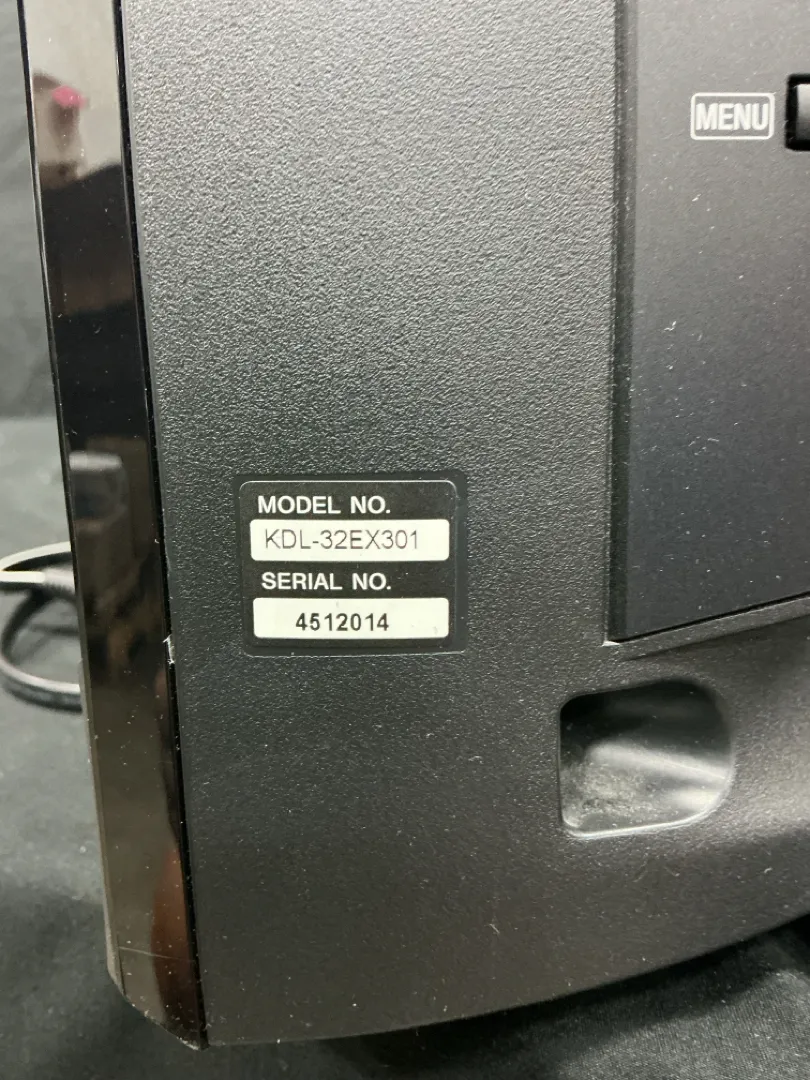 MENU
MODEL NO.
KDL-32EX301
SERIAL NO.
4512014